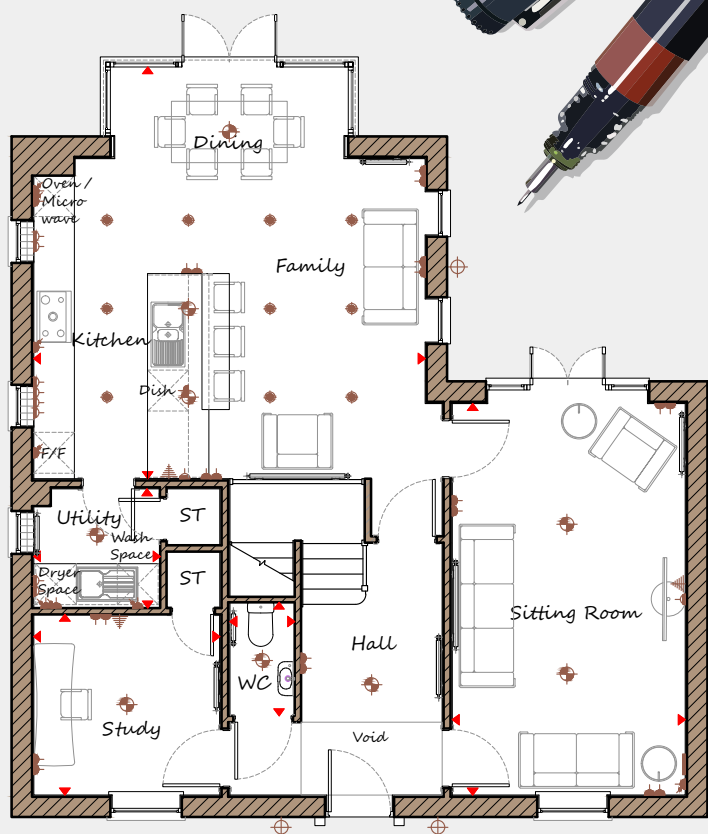 Dining
Oven /
Micro
wave
Family
Kitchen
Dish
F/F
Utility
ST
Wash
Space
Dryer
Space
ST
Sitting Room
Hall
WC
Study
Void